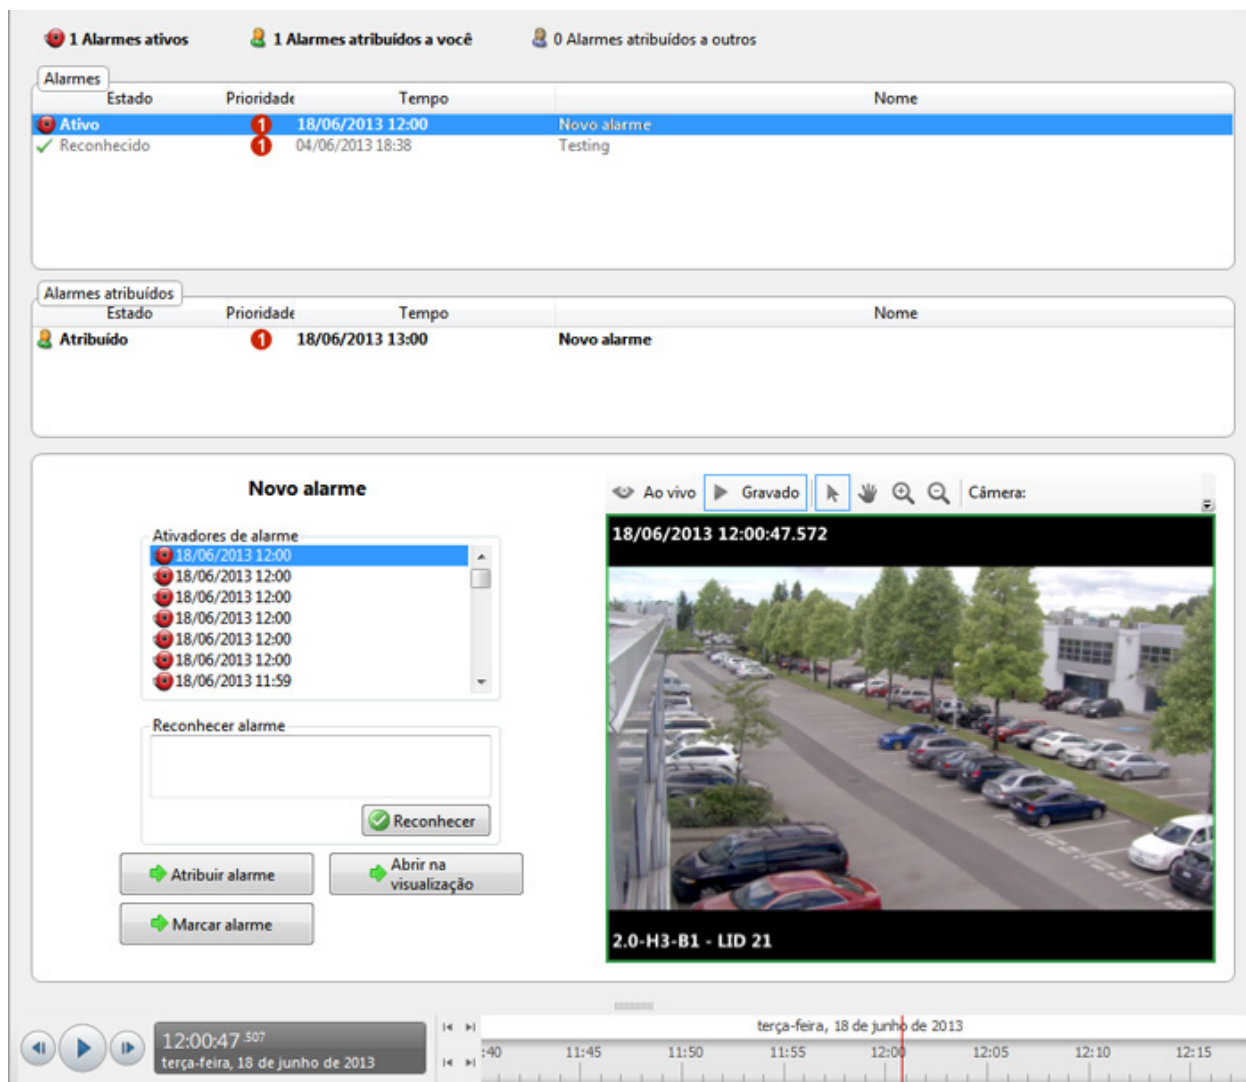 1 Alarmes ativos
1 Alarmes atribuídos a você
0 Alarmes atribuídos a outros
Alarmes
Estado Prioridade Tempo Nome
Ativo 1 18/06/2013 12:00 Novo alarme
Reconhecido 1 04/06/2013 18:38 Testing
Alarmes atribuídos
Estado Prioridade Tempo Nome
Atribuído 1 18/06/2013 13:00 Novo alarme
Novo alarme
Ativadores de alarme
18/06/2013 12:00
18/06/2013 12:00
18/06/2013 12:00
18/06/2013 12:00
18/06/2013 12:00
18/06/2013 12:00
18/06/2013 11:59
Reconhecer alarme
Reconhecer
Atribuir alarme
Abrir na
visualização
Marcar alarme
Ao vivo Gravado Câmera:
18/06/2013 12:00:47.572
2.0-H3-B1 - LID 21
12:00:47.507
terça-feira, 18 de junho de 2013
terça-feira, 18 de junho de 2013
:40 11:45 11:50 11:55 12:00 12:05 12:10 12:15